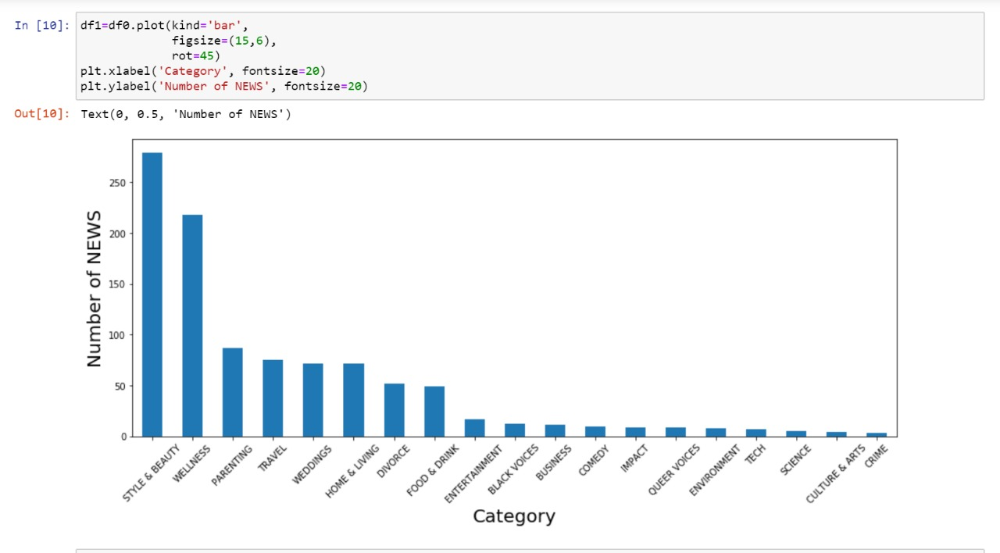 In [10]: df1=df0.plot(kind='bar',
figsize=(15,6),
rot=45)
plt.xlabel('Category', fontsize=20)
plt.ylabel('Number of NEWS', fontsize=20)
Out[10]: Text(0, 0.5, 'Number of NEWS')
Number of NEWS
250
200
150
100
50
0
STYLE & BEAUTY
WELLNESS
PARENTING
TRAVEL
WEDDINGS
HOME & LIVING
DIVORCE
FOOD & DRINK
ENTERTAINMENT
BLACK VOICES
BUSINESS
COMEDY
IMPACT
QUEER VOICES
ENVIRONMENT
TECH
SCIENCE
CULTURE & ARTS
CRIME
Category